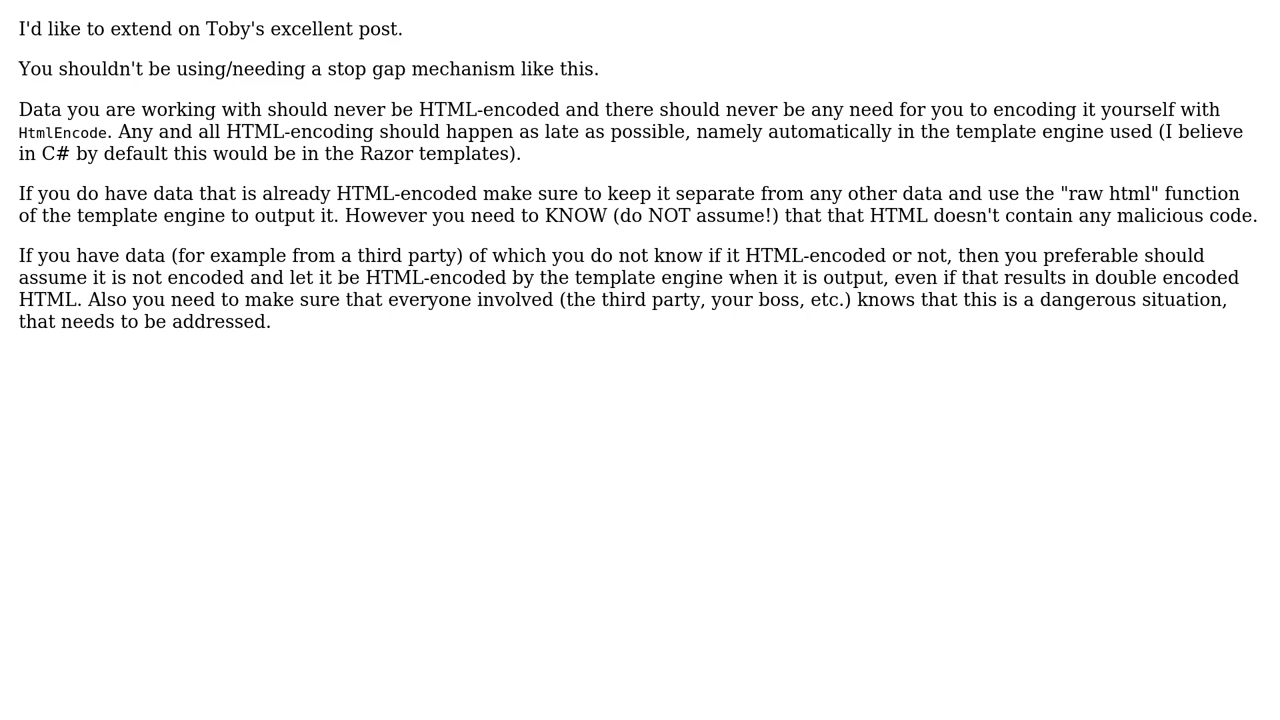 I'd like to extend on Toby's excellent post.
You shouldn't be using/needing a stop gap mechanism like this.
Data you are working with should never be HTML-encoded and there should never be any need for you to encoding it yourself with
HtmlEncode. Any and all HTML-encoding should happen as late as possible, namely automatically in the template engine used (I believe
in C# by default this would be in the Razor templates).
If you do have data that is already HTML-encoded make sure to keep it separate from any other data and use the "raw html" function
of the template engine to output it. However you need to KNOW (do NOT assume!) that that HTML doesn't contain any malicious code.
If you have data (for example from a third party) of which you do not know if it HTML-encoded or not, then you preferable should
assume it is not encoded and let it be HTML-encoded by the template engine when it is output, even if that results in double encoded
HTML. Also you need to make sure that everyone involved (the third party, your boss, etc.) knows that this is a dangerous situation,
that needs to be addressed.